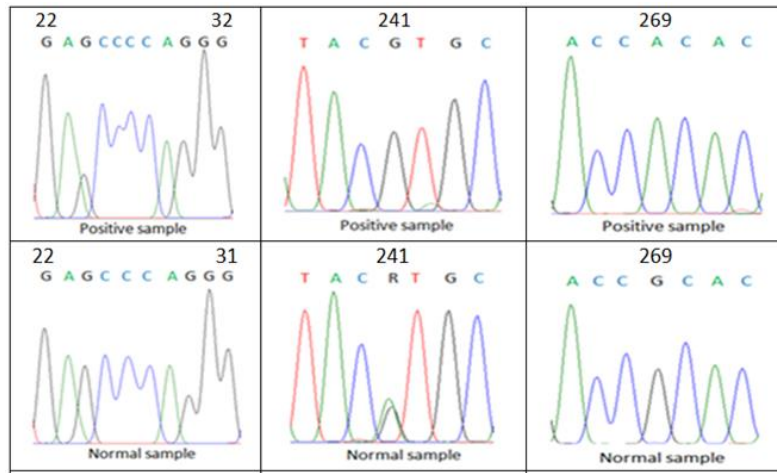 22 32
G A G C C C C A G G G
Positive sample
241
T A C G T G C
Positive sample
269
A C C A C A C
Positive sample
22 31
G A G C C C A G G G
Normal sample
241
T A C R T G C
Normal sample
269
A C C G C A C
Normal sample